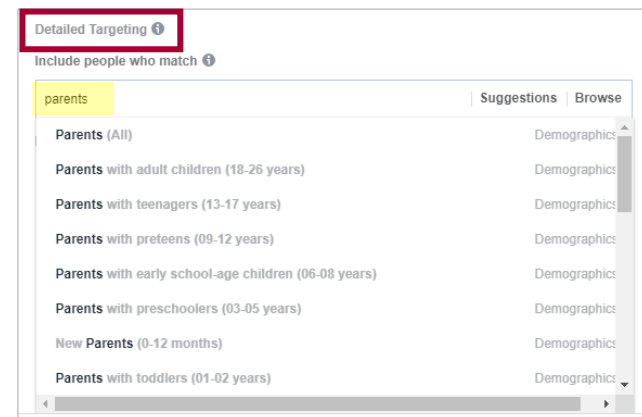 Detailed Targeting
Include people who match
parents Suggestions Browse
Parents (All) Demographics
Parents with adult children (18-26 years) Demographics
Parents with teenagers (13-17 years) Demographics
Parents with preteens (09-12 years) Demographics
Parents with early school-age children (06-08 years) Demographics
Parents with preschoolers (03-05 years) Demographics
New Parents (0-12 months) Demographics
Parents with toddlers (01-02 years) Demographics